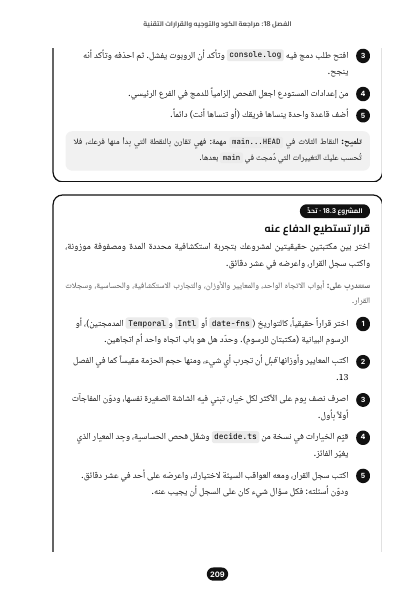 الفصل 18: مراجعة الكود والتوجيه والقرارات التقنية
3 افتح طلب دمج فيه console.log وتأكد أن الروبوت يفشل. ثم احذفه وتأكد أنه
ينجح.
4 من إعدادات المستودع اجعل الفحص إلزامياً للدمج في الفرع الرئيسي.
5 أضف قاعدة واحدة ينساها فريقك (أو تنساها أنت) دائماً.
تلميح: النقاط الثلاث في main...HEAD مهمة: فهي تقارن بالنقطة التي بدأ منها فرعك، فلا
تُحسب عليك التغييرات التي دُمجت في main بعدها.
المشروع 18.3 · تحدٍّ
قرار تستطيع الدفاع عنه
اختر بين مكتبتين حقيقيتين لمشروعك بتجربة استكشافية محددة المدة ومصفوفة موزونة،
واكتب سجل القرار، واعرضه في عشر دقائق.
ستتدرب على: أبواب الاتجاه الواحد، والمعايير والأوزان، والتجارب الاستكشافية، والحساسية، وسجلات
القرار.
1 اختر قراراً حقيقياً، كالتواريخ (date-fns أو Intl و Temporal المدمجتين)، أو
الرسوم البيانية (مكتبتان للرسوم). وحدّد هل هو باب اتجاه واحد أم اتجاهين.
2 اكتب المعايير وأوزانها قبل أن تجرب أي شيء، ومنها حجم الحزمة مقيساً كما في الفصل
13.
3 اصرف نصف يوم على الأكثر لكل خيار، تبني فيه الشاشة الصغيرة نفسها، ودوّن المفاجآت
أولاً بأول.
4 قيّم الخيارات في نسخة من decide.ts وشغّل فحص الحساسية، وجد المعيار الذي
يغيّر الفائز.
5 اكتب سجل القرار، ومعه العواقب السيئة لاختيارك، واعرضه على أحد في عشر دقائق.
ودوّن أسئلته: فكل سؤال شيء كان على السجل أن يجيب عنه.
209